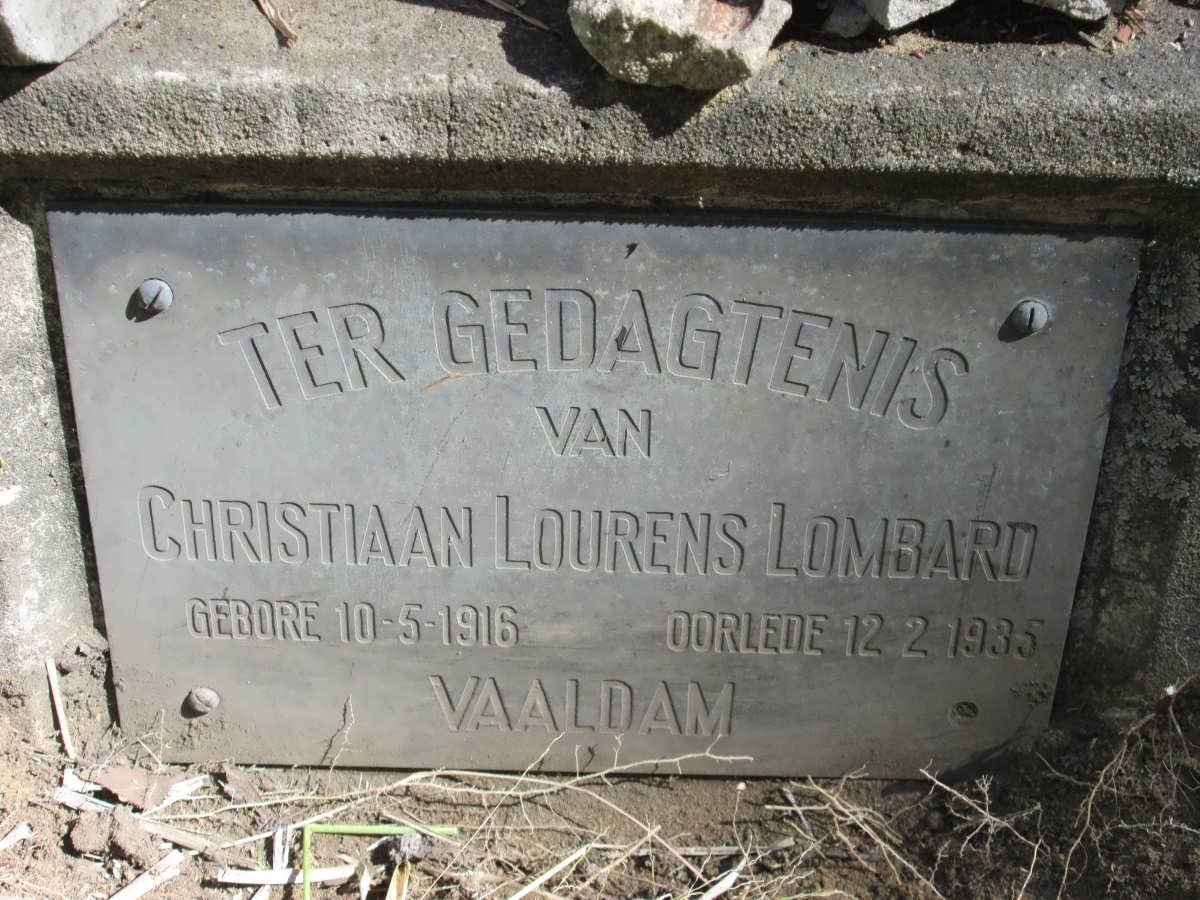 TER GEDAGTENIS
VAN
CHRISTIAAN LOURENS LOMBARD
GEBORE 10-5-1916 OORLEDE 12 2 1935
VAALDAM